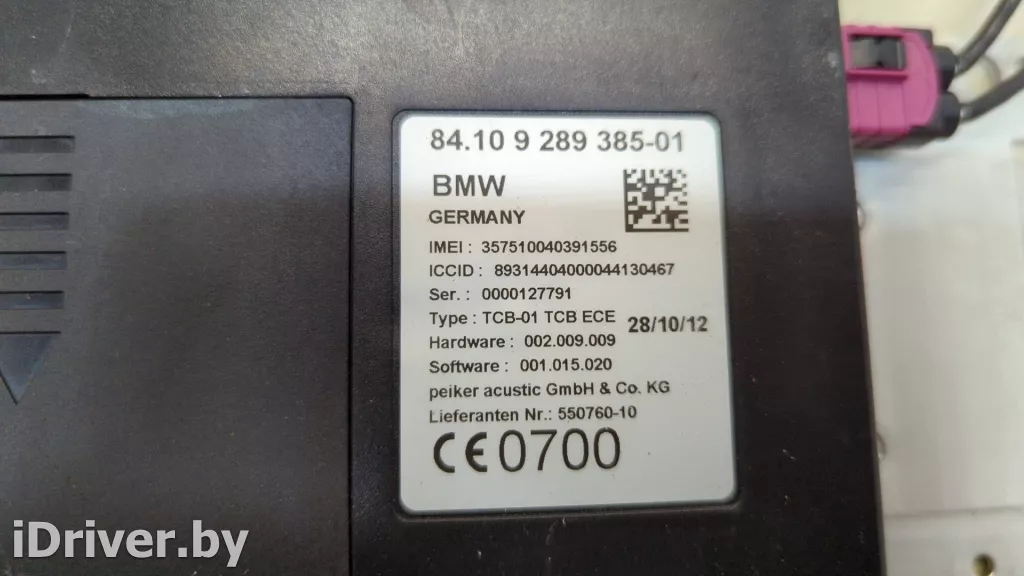 84.10 9 289 385-01
BMW
GERMANY
IMEI : 357510040391556
ICCID : 89314404000044130467
Ser. : 0000127791
Type : TCB-01 TCB ECE 28/10/12
Hardware : 002.009.009
Software : 001.015.020
peiker acustic GmbH & Co. KG
Lieferanten Nr.: 550760-10
CE0700
iDriver.by